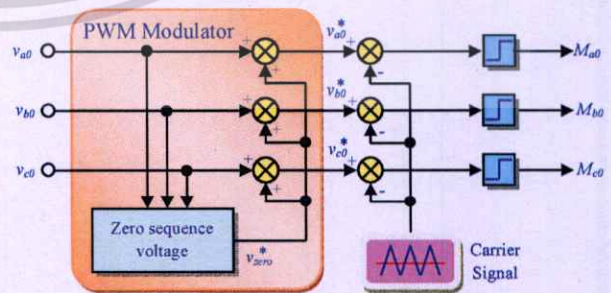 PWM Modulator
v_a0
v*_a0
M_a0
v_b0
v*_b0
M_b0
v_c0
v*_c0
M_c0
Zero sequence
voltage
v*_zero
Carrier
Signal
+
+
-
-
+
+
+
-
+
+
+
-
+